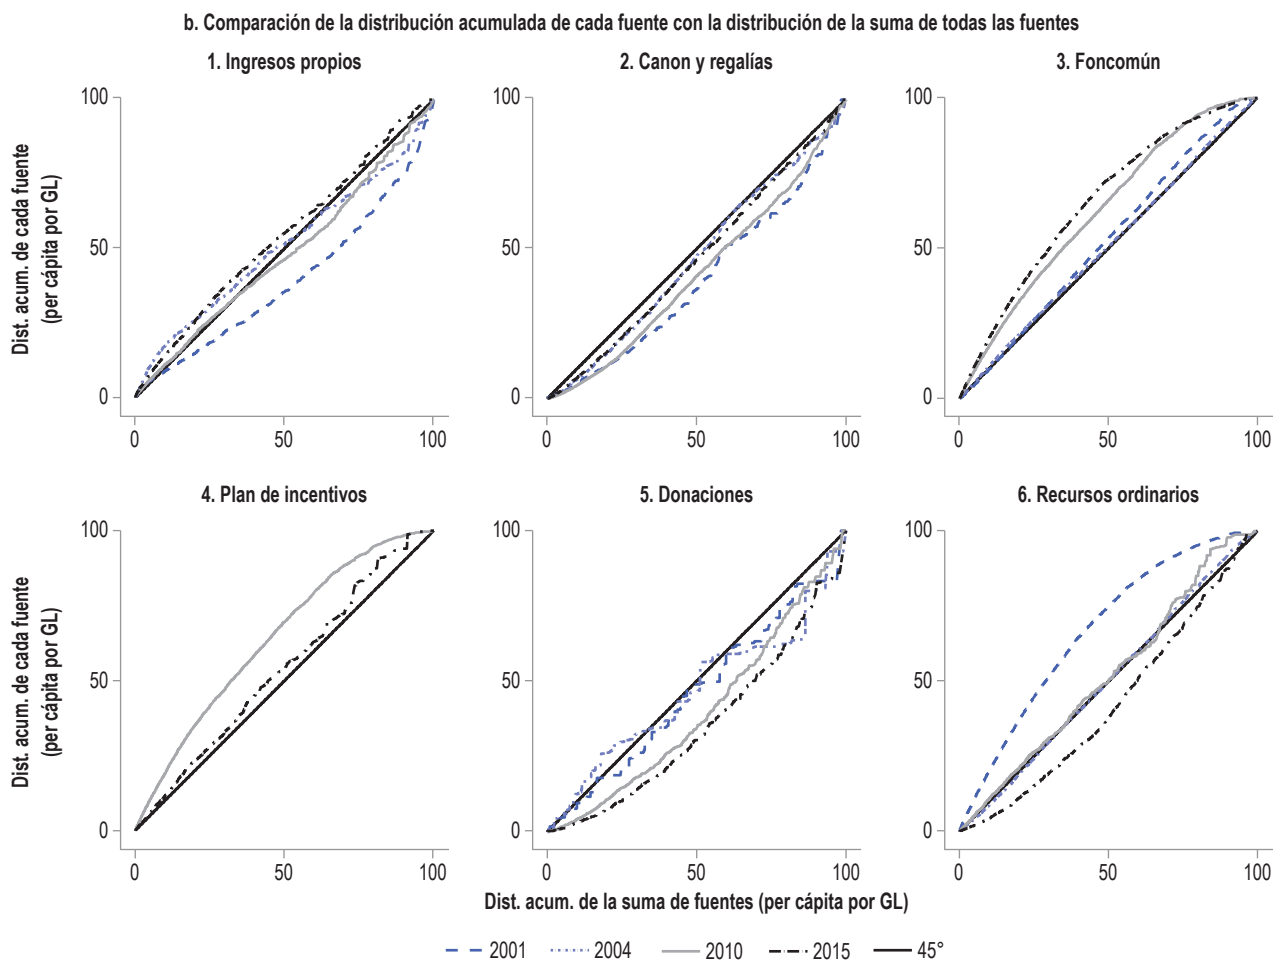 b. Comparación de la distribución acumulada de cada fuente con la distribución de la suma de todas las fuentes
1. Ingresos propios
2. Canon y regalías
3. Foncomún
Dist. acum. de cada fuente
(per cápita por GL)
100
50
0
0 50 100
100
50
0
0 50 100
100
50
0
0 50 100
4. Plan de incentivos
5. Donaciones
6. Recursos ordinarios
Dist. acum. de cada fuente
(per cápita por GL)
100
50
0
0 50 100
100
50
0
0 50 100
100
50
0
0 50 100
Dist. acum. de la suma de fuentes (per cápita por GL)
2001 2004 2010 2015 45°